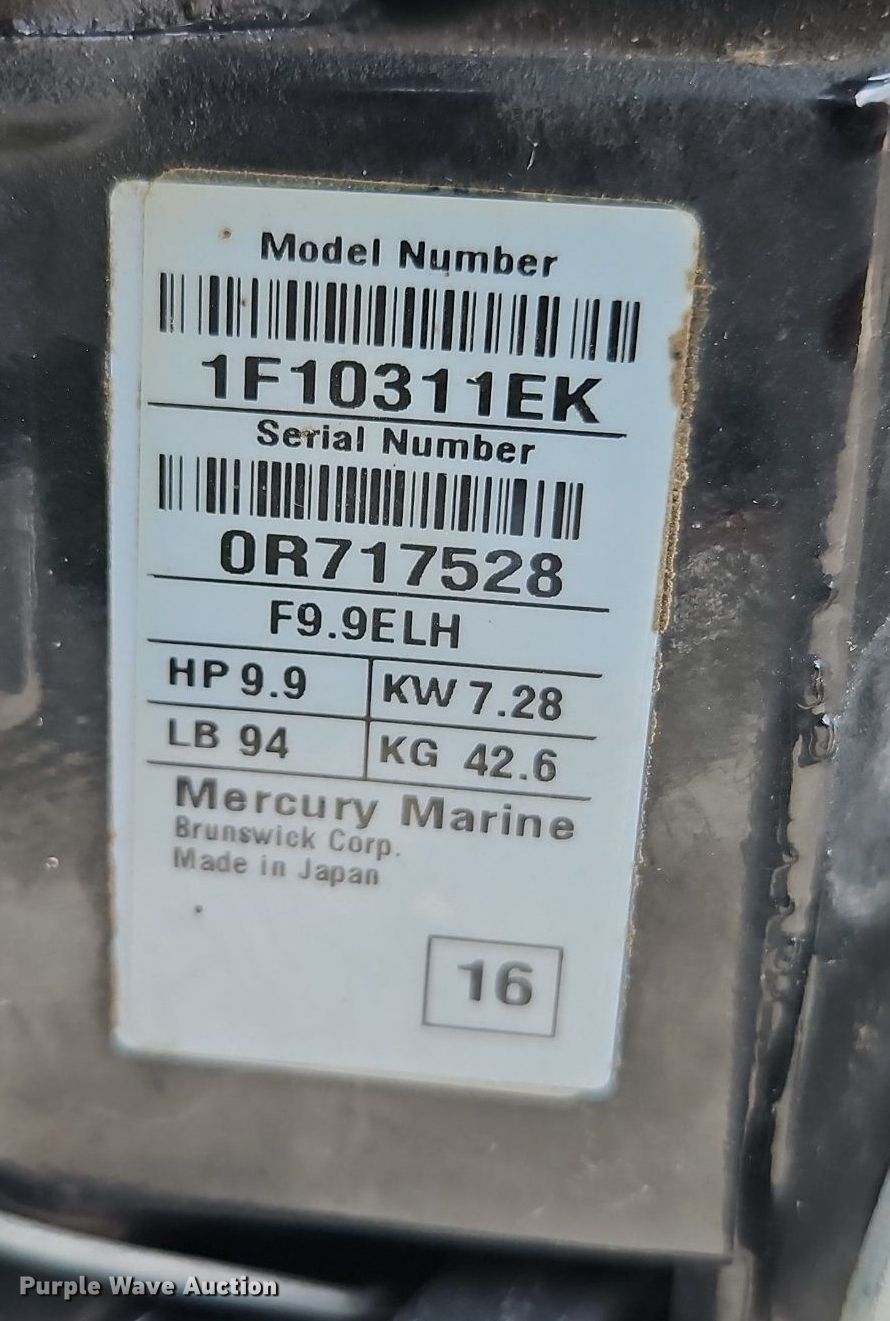 Model Number
1F10311EK
Serial Number
0R717528
F9.9ELH
HP 9.9 KW 7.28
LB 94 KG 42.6
Mercury Marine
Brunswick Corp.
Made in Japan
16
Purple Wave Auction